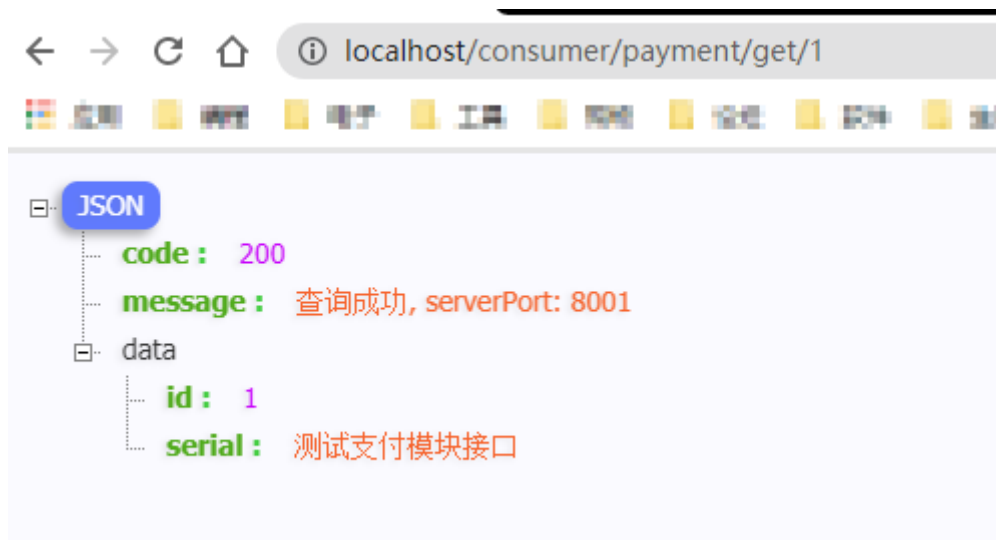 localhost/consumer/payment/get/1
JSON
code : 200
message : 查询成功, serverPort: 8001
data
id : 1
serial : 测试支付模块接口